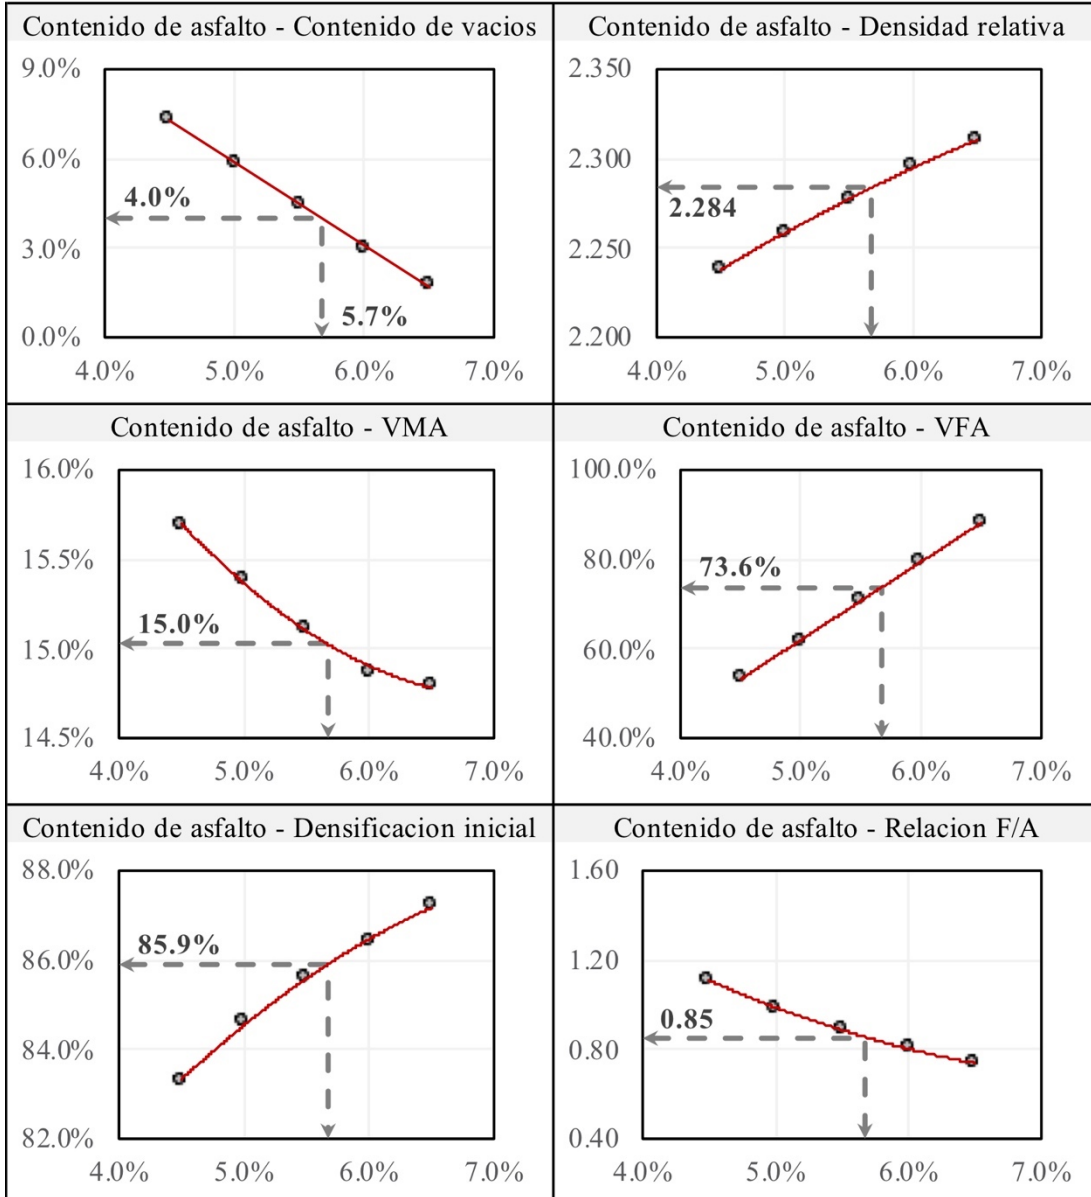 Contenido de asfalto - Contenido de vacios
9.0%
6.0%
3.0%
0.0%
4.0%
5.7%
4.0% 5.0% 6.0% 7.0%
Contenido de asfalto - Densidad relativa
2.350
2.300
2.250
2.200
2.284
4.0% 5.0% 6.0% 7.0%
Contenido de asfalto - VMA
16.0%
15.5%
15.0%
14.5%
15.0%
4.0% 5.0% 6.0% 7.0%
Contenido de asfalto - VFA
100.0%
80.0%
60.0%
40.0%
73.6%
4.0% 5.0% 6.0% 7.0%
Contenido de asfalto - Densificacion inicial
88.0%
86.0%
84.0%
82.0%
85.9%
4.0% 5.0% 6.0% 7.0%
Contenido de asfalto - Relacion F/A
1.60
1.20
0.80
0.40
0.85
4.0% 5.0% 6.0% 7.0%